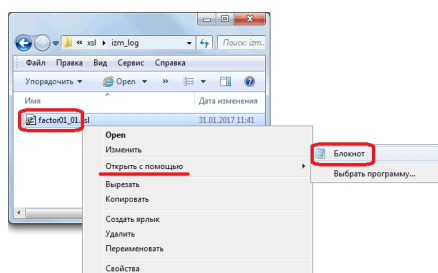 « xsl ▸ izm_log
Поиск: izm...
Файл Правка Вид Сервис Справка
Упорядочить Open »
Имя Дата изменения
factor01_01.xsl 31.01.2017 11:41
Open
Изменить
Открыть с помощью
Блокнот
Выбрать программу...
Вырезать
Копировать
Создать ярлык
Удалить
Переименовать
Свойства